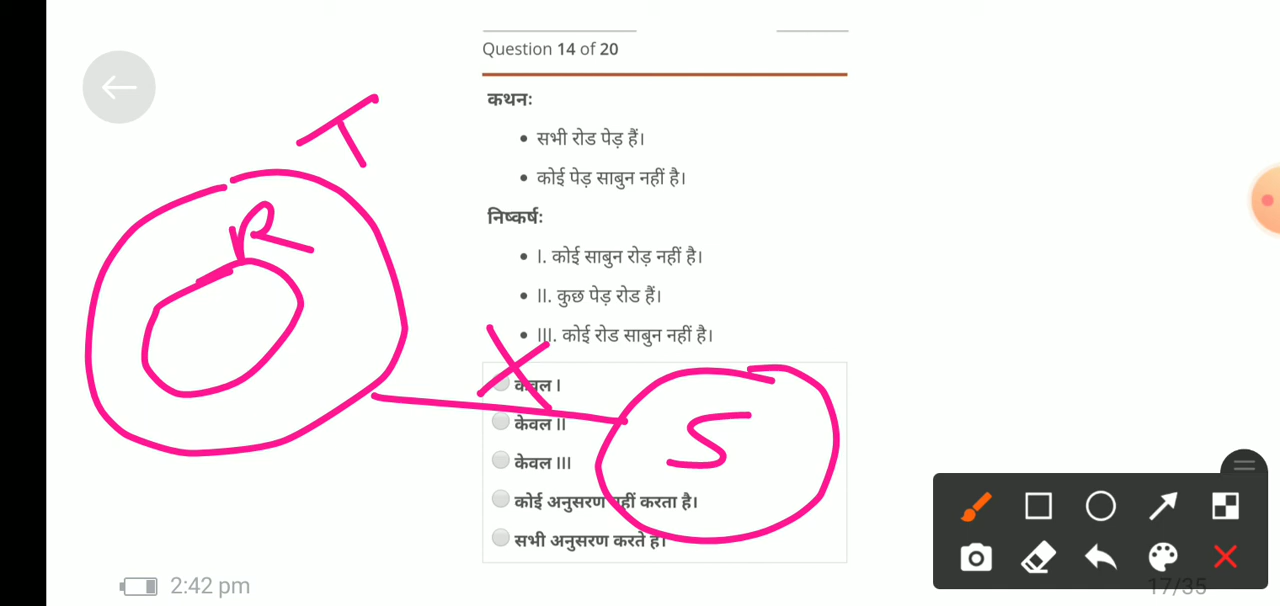 Question 14 of 20
T
कथन:
सभी रोड पेड़ हैं।
कोई पेड़ साबुन नहीं है।
R
निष्कर्ष:
I. कोई साबुन रोड़ नहीं है।
II. कुछ पेड़ रोड हैं।
III. कोई रोड साबुन नहीं है।
केवल I
केवल II
S
केवल III
कोई अनुसरण नहीं करता है।
सभी अनुसरण करते हैं।
2:42 pm
17/35